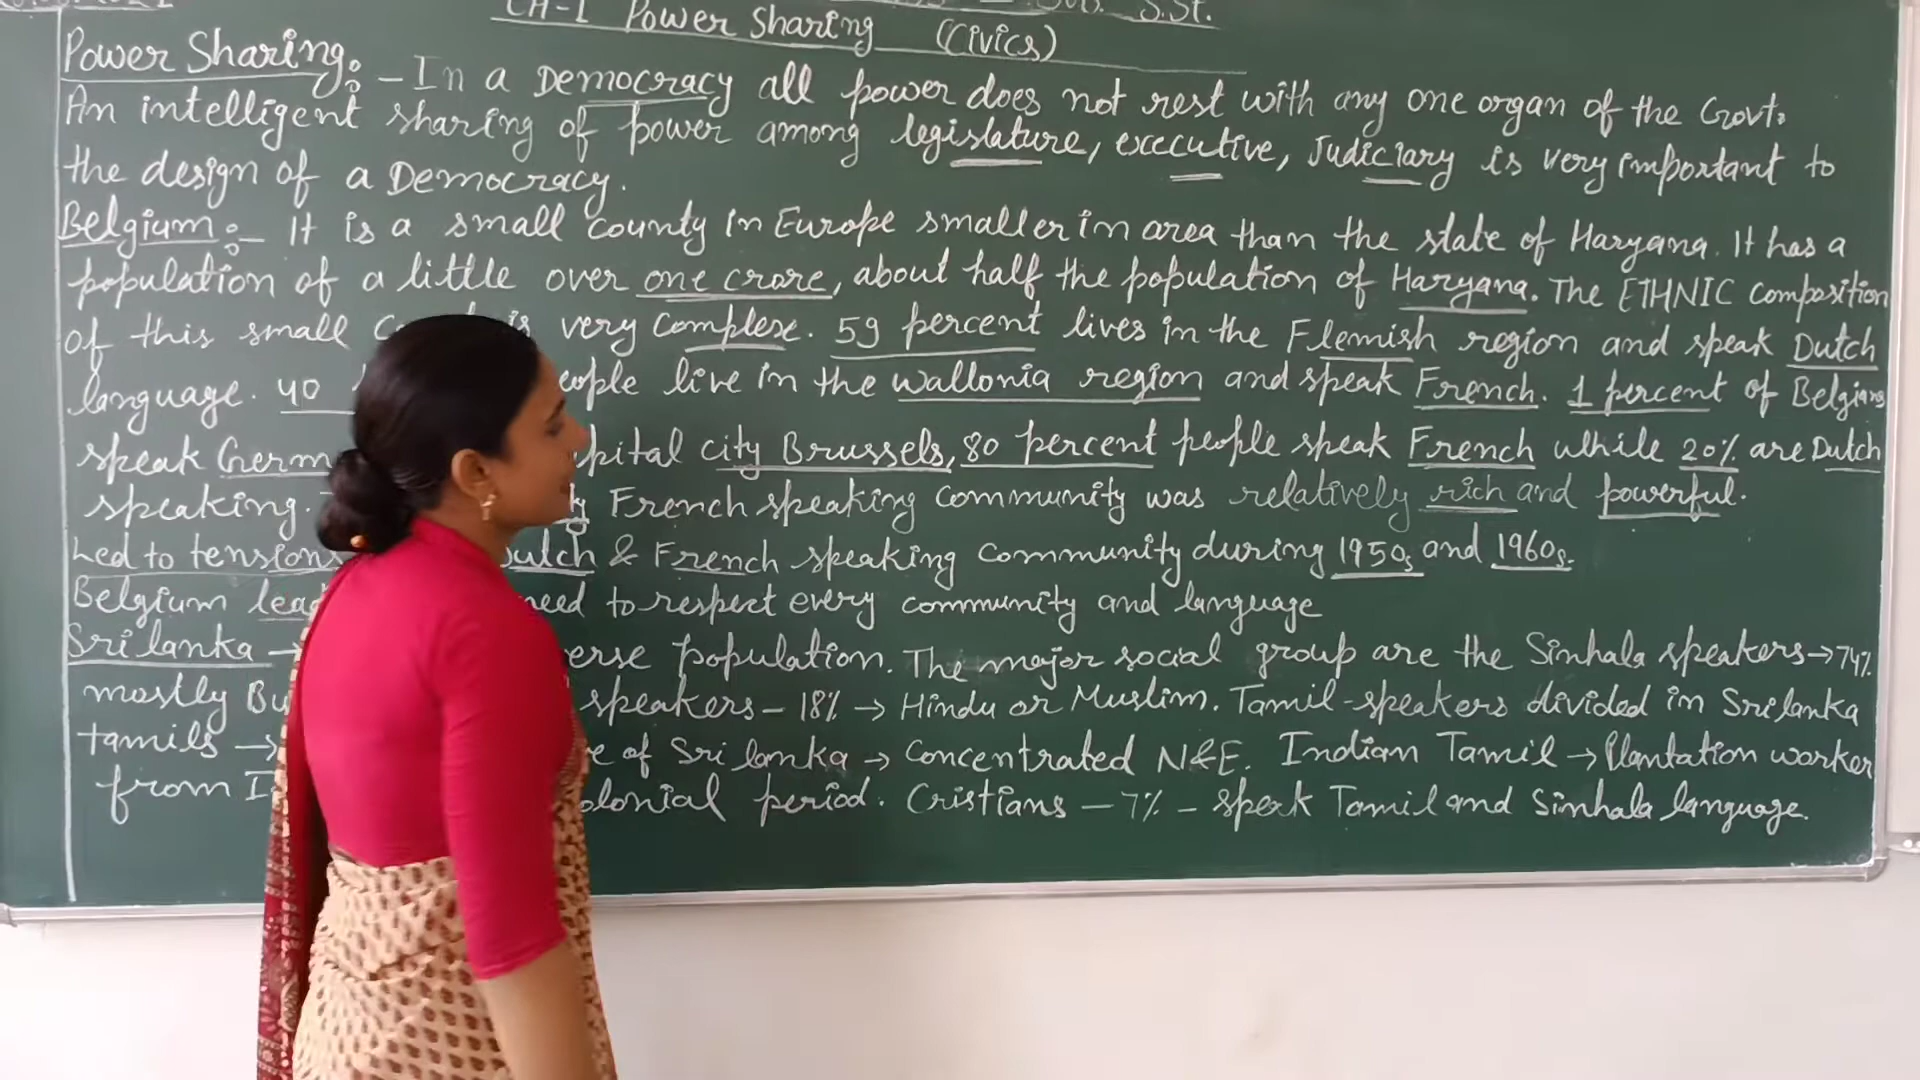 CH-1 Power Sharing (Civics) S.St.
Power Sharing: - In a Democracy all power does not rest with any one organ of the Govt.
An intelligent sharing of power among legislature, executive, Judiciary is very important to
the design of a Democracy.
Belgium:- It is a small county in Europe smaller in area than the state of Haryana. It has a
population of a little over one crore, about half the population of Haryana. The ETHNIC composition
of this small is very Complex. 59 percent lives in the Flemish region and speak Dutch
language. 40 live in the Wallonia region and speak French. 1 percent of Belgians
speak city Brussels, 80 percent people speak French while 20% are Dutch
speaking. French speaking community was relatively rich and powerful.
Led to tension & French speaking community during 1950s and 1960s.
Belgium need to respect every community and language
Sri lanka → population. The major social group are the Sinhala speakers → 74%
mostly speakers - 18% → Hindu or Muslim. Tamil-speakers divided in Sri lanka
tamils → of Sri lanka → Concentrated N&E. Indian Tamil → Plantation worker
from period. Cristians - 7% - speak Tamil and Sinhala language.